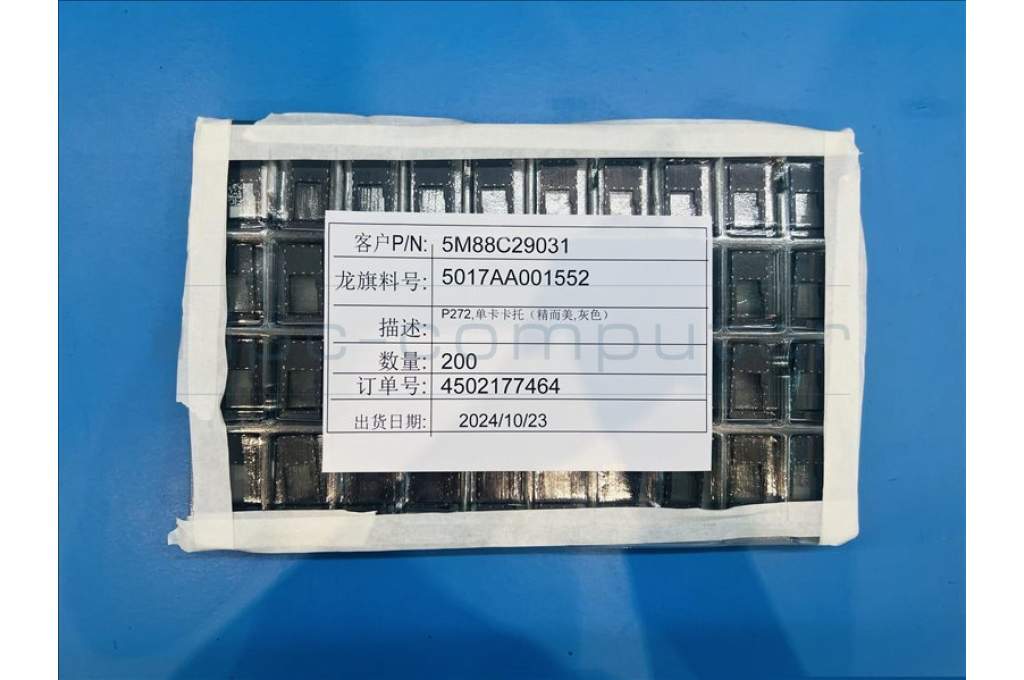 客户P/N: 5M88C29031
龙旗料号: 5017AA001552
描述: P272,单卡卡托（精而美,灰色）
数量: 200
订单号: 4502177464
出货日期: 2024/10/23